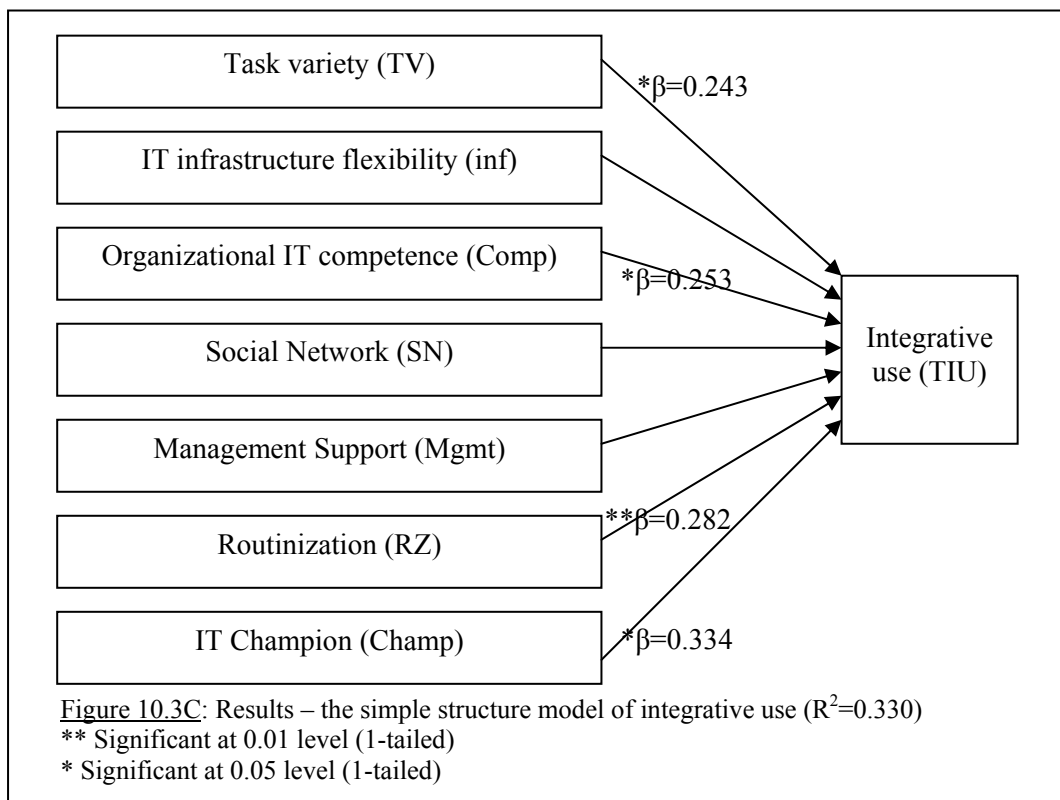 Task variety (TV)
*β=0.243
IT infrastructure flexibility (inf)
Organizational IT competence (Comp)
*β=0.253
Social Network (SN)
Integrative
use (TIU)
Management Support (Mgmt)
Routinization (RZ)
**β=0.282
IT Champion (Champ)
*β=0.334
Figure 10.3C: Results – the simple structure model of integrative use (R²=0.330)
** Significant at 0.01 level (1-tailed)
* Significant at 0.05 level (1-tailed)